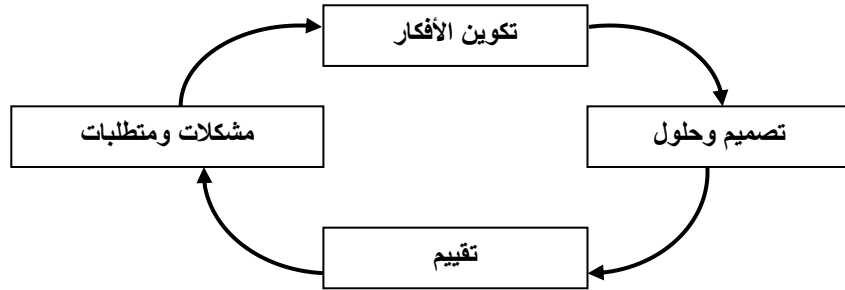 تكوين الأفكار
تصميم وحلول
مشكلات ومتطلبات
تقييم